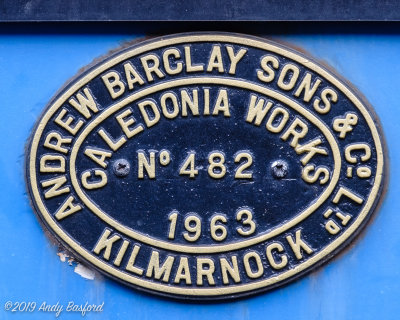 ANDREW BARCLAY SONS & Co. LTD
CALEDONIA WORKS
No 482
1963
KILMARNOCK
©2019 Andy Basford